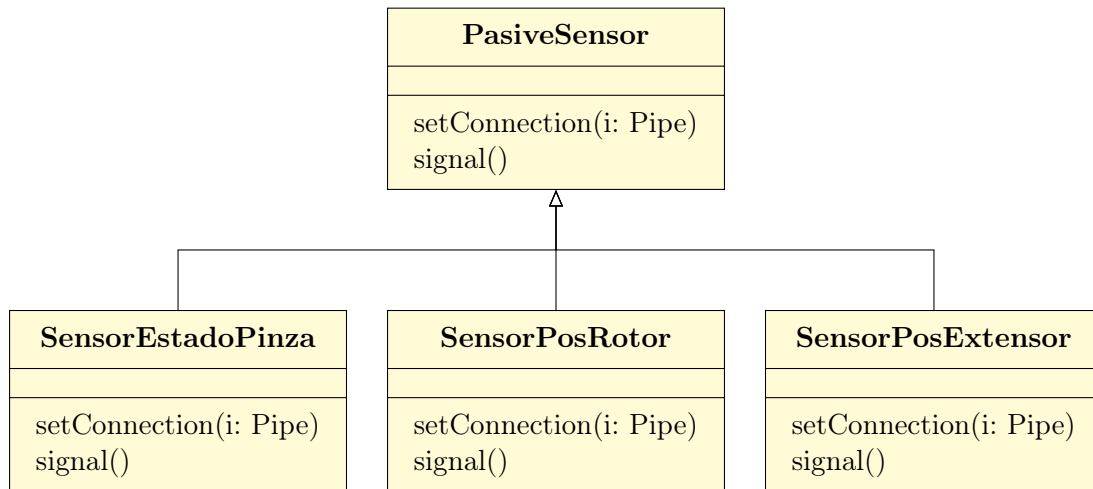 PasiveSensor
setConnection(i: Pipe)
signal()
SensorEstadoPinza
setConnection(i: Pipe)
signal()
SensorPosRotor
setConnection(i: Pipe)
signal()
SensorPosExtensor
setConnection(i: Pipe)
signal()